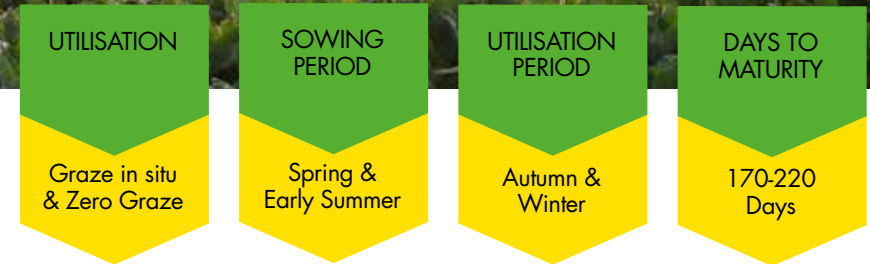 UTILISATION
Graze in situ
& Zero Graze
SOWING
PERIOD
Spring &
Early Summer
UTILISATION
PERIOD
Autumn &
Winter
DAYS TO
MATURITY
170-220
Days